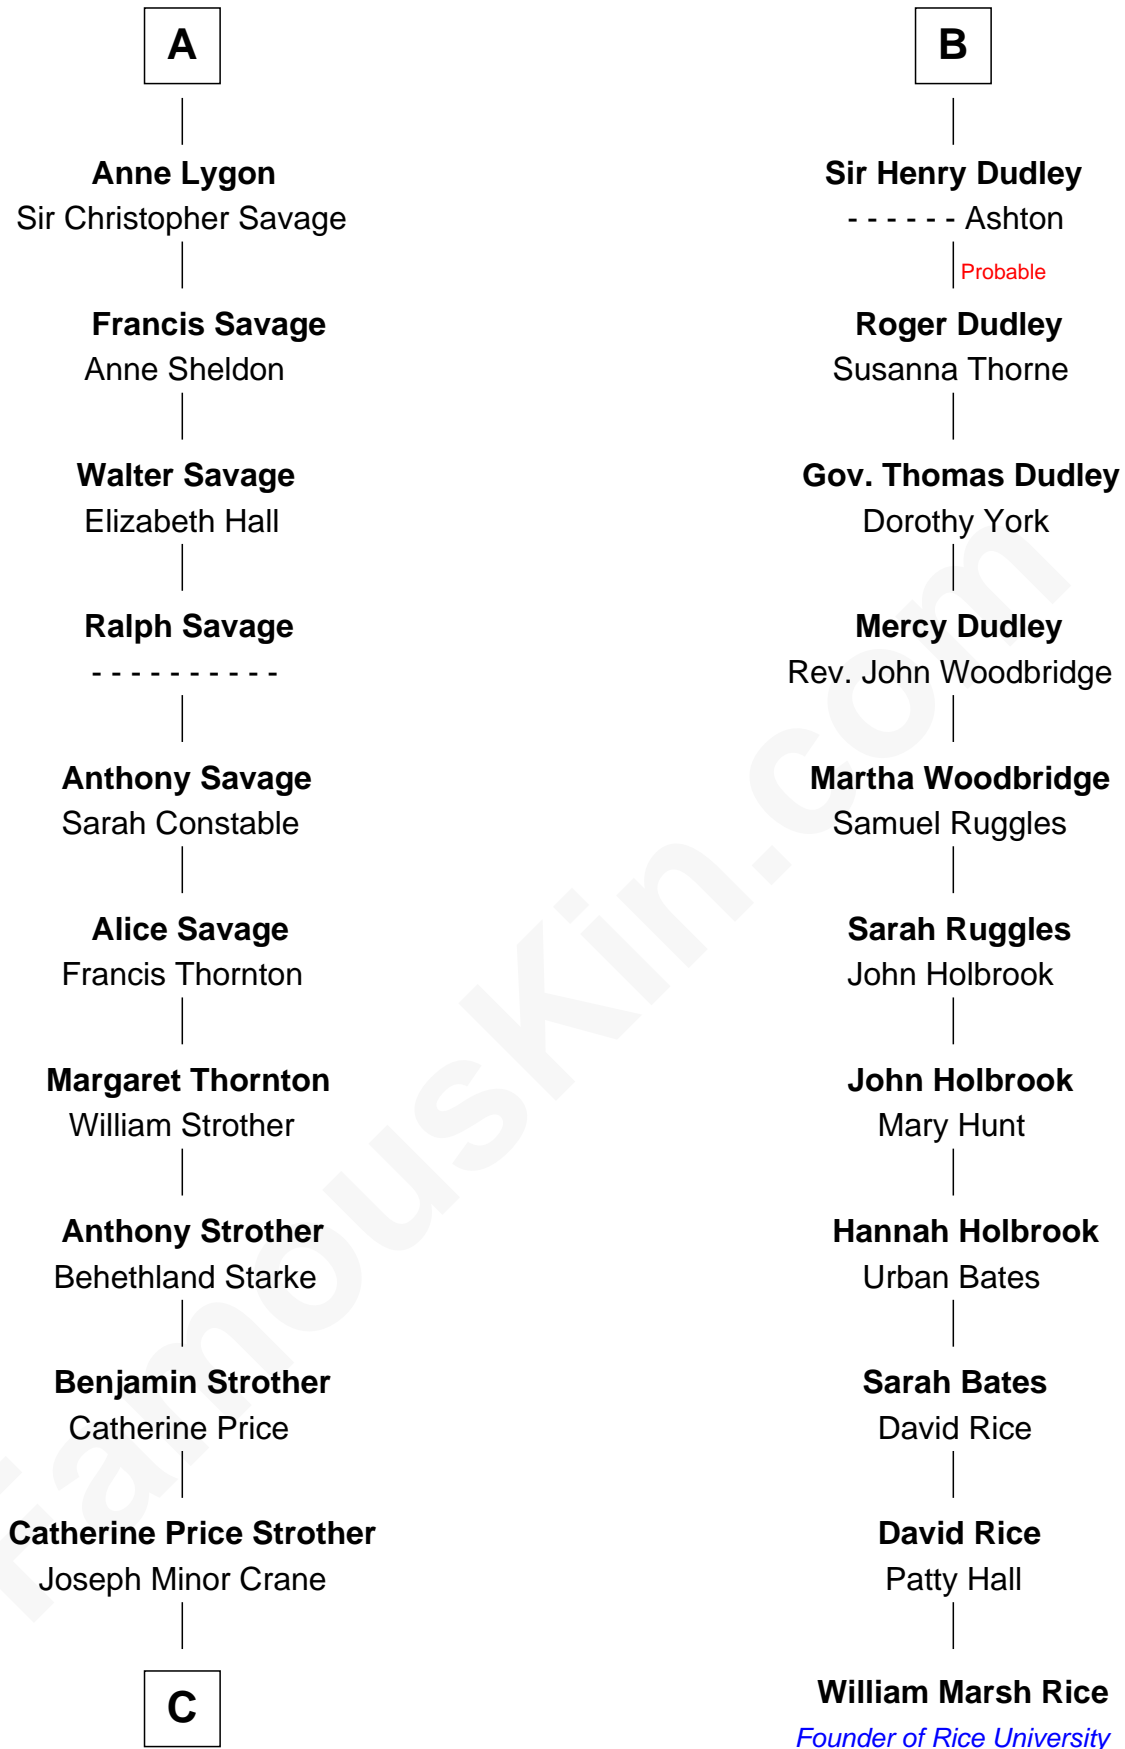 A
Anne Lygon
Sir Christopher Savage
Francis Savage
Anne Sheldon
Walter Savage
Elizabeth Hall
Ralph Savage
- - - - - - - - - -
Anthony Savage
Sarah Constable
Alice Savage
Francis Thornton
Margaret Thornton
William Strother
Anthony Strother
Behethland Starke
Benjamin Strother
Catherine Price
Catherine Price Strother
Joseph Minor Crane
C
B
Sir Henry Dudley
- - - - - - Ashton
Probable
Roger Dudley
Susanna Thorne
Gov. Thomas Dudley
Dorothy York
Mercy Dudley
Rev. John Woodbridge
Martha Woodbridge
Samuel Ruggles
Sarah Ruggles
John Holbrook
John Holbrook
Mary Hunt
Hannah Holbrook
Urban Bates
Sarah Bates
David Rice
David Rice
Patty Hall
William Marsh Rice
Founder of Rice University
FamousKin.com